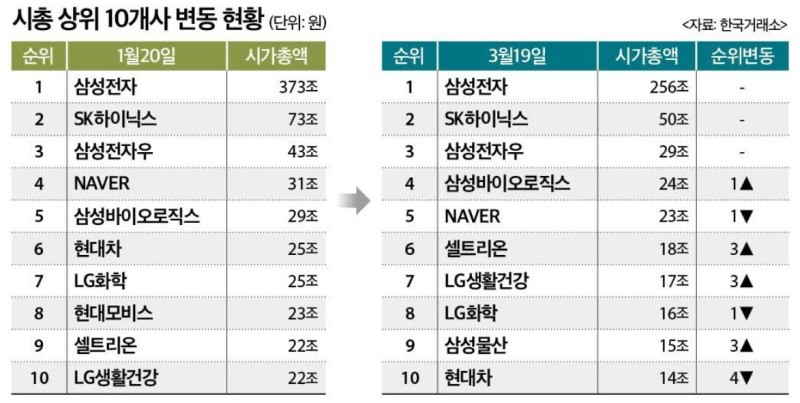 시총 상위 10개사 변동 현황 (단위: 원)
<자료: 한국거래소>
순위 1월20일 시가총액
1 삼성전자 373조
2 SK하이닉스 73조
3 삼성전자우 43조
4 NAVER 31조
5 삼성바이오로직스 29조
6 현대차 25조
7 LG화학 25조
8 현대모비스 23조
9 셀트리온 22조
10 LG생활건강 22조
순위 3월19일 시가총액 순위변동
1 삼성전자 256조 -
2 SK하이닉스 50조 -
3 삼성전자우 29조 -
4 삼성바이오로직스 24조 1▲
5 NAVER 23조 1▼
6 셀트리온 18조 3▲
7 LG생활건강 17조 3▲
8 LG화학 16조 1▼
9 삼성물산 15조 3▲
10 현대차 14조 4▼